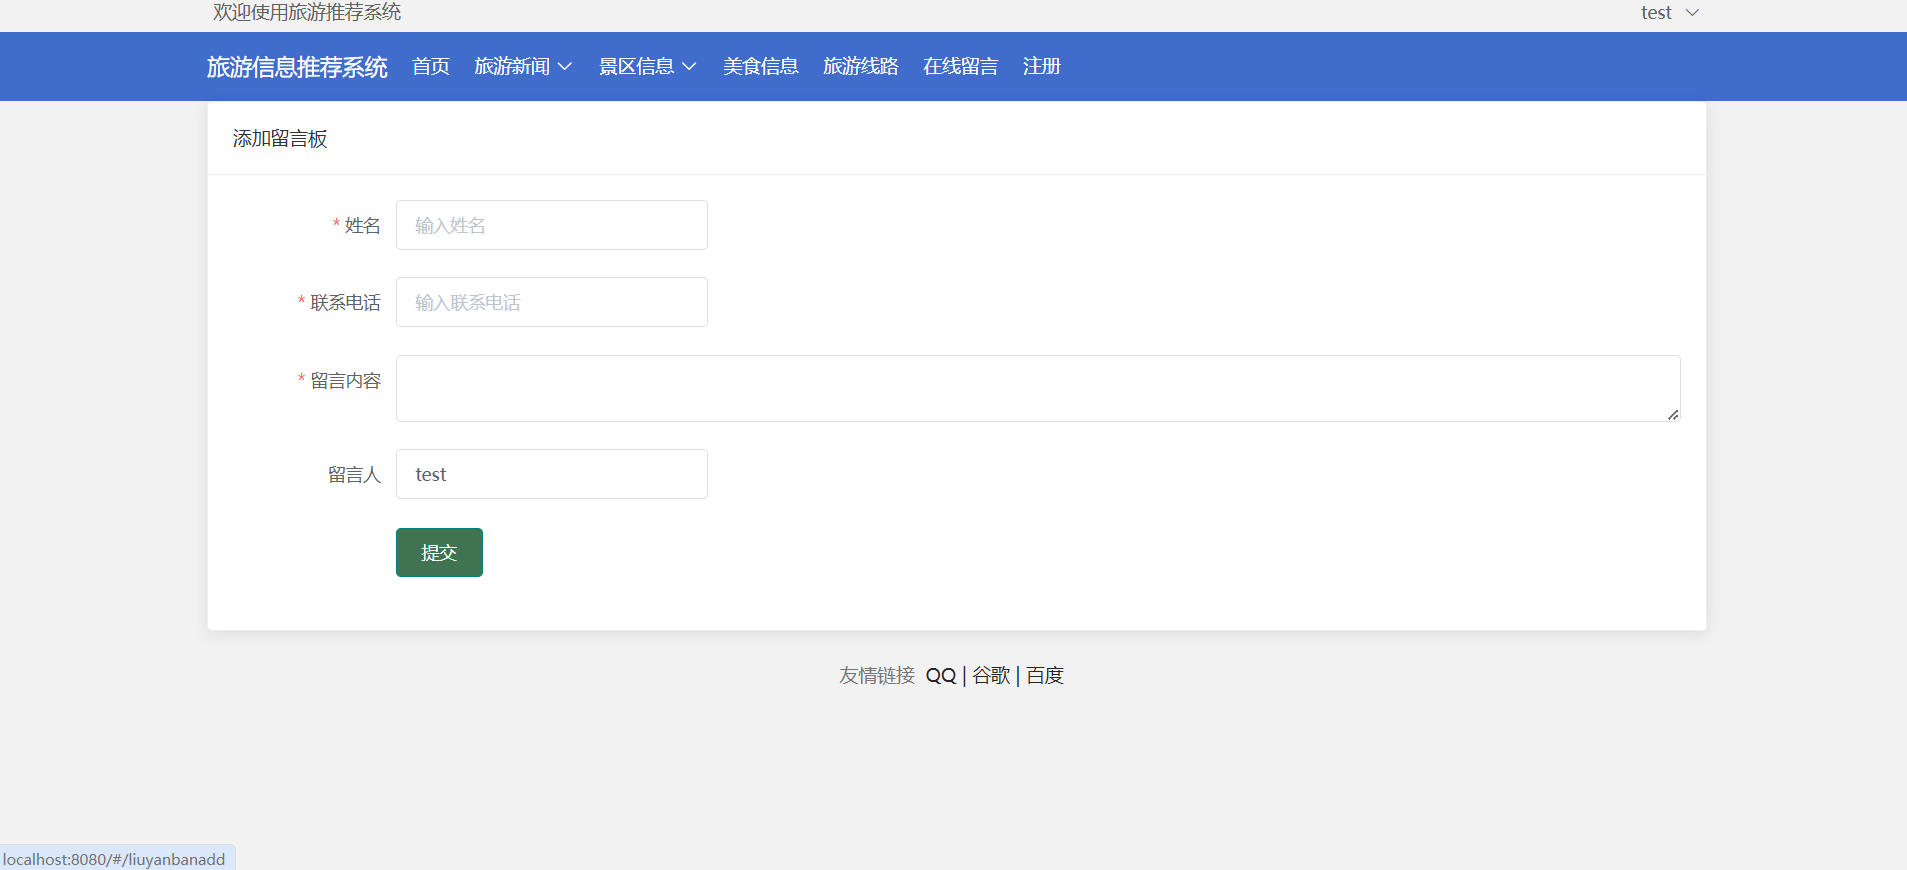 欢迎使用旅游推荐系统 test
旅游信息推荐系统 首页 旅游新闻 景区信息 美食信息 旅游线路 在线留言 注册
添加留言板
* 姓名 输入姓名
* 联系电话 输入联系电话
* 留言内容
留言人 test
提交
友情链接 QQ | 谷歌 | 百度
localhost:8080/#/liuyanbanadd